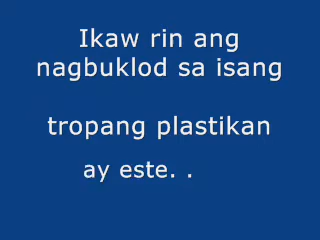 Ikaw rin ang
nagbuklod sa isang
tropang plastikan
ay este. .